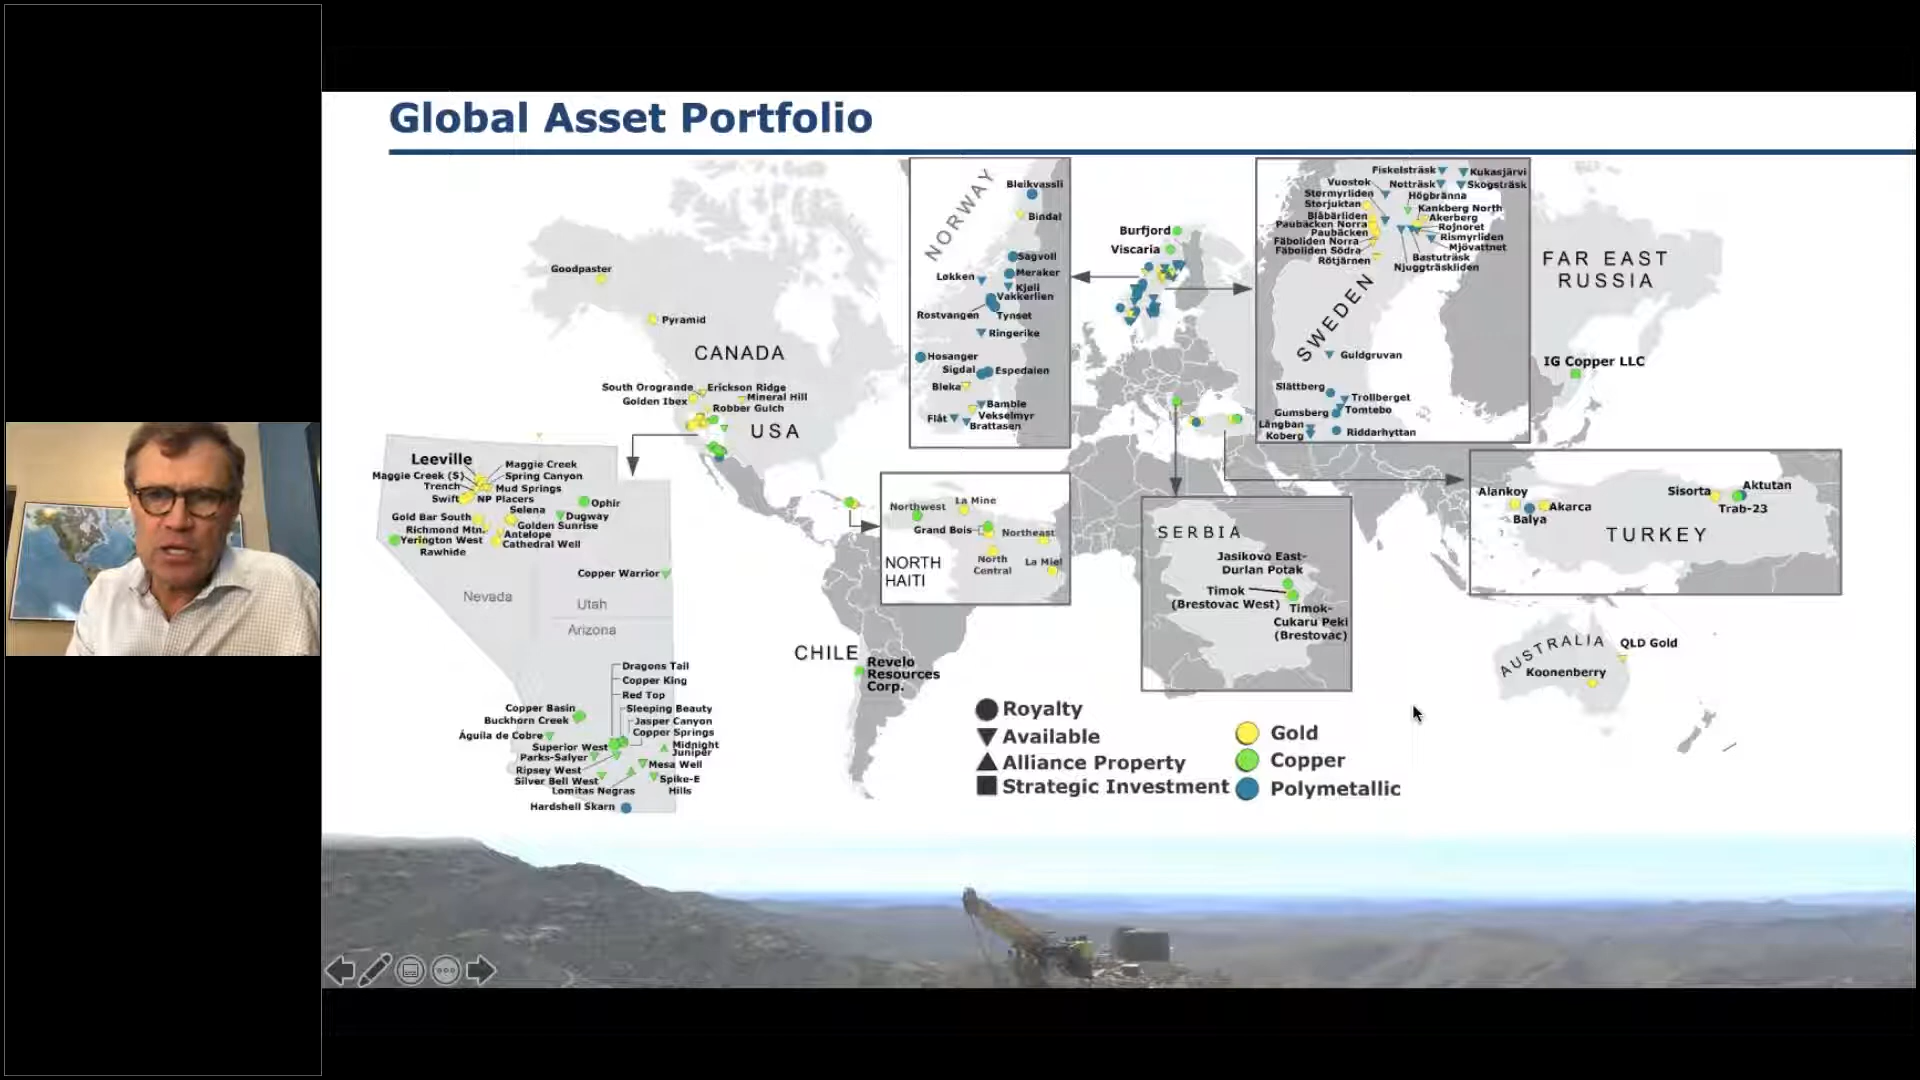 Global Asset Portfolio
Goodpaster
Pyramid
CANADA
South Orogrande
Erickson Ridge
Golden Ibex
Mineral Hill
Robber Gulch
USA
Leeville
Maggie Creek
Maggie Creek (S)
Spring Canyon
Trench
Mud Springs
Swift
NP Placers
Ophir
Selena
Gold Bar South
Dugway
Golden Sunrise
Richmond Mtn.
Antelope
Yerington West
Cathedral Well
Rawhide
Copper Warrior
Nevada
Utah
Arizona
Dragons Tail
Copper King
Red Top
Copper Basin
Sleeping Beauty
Buckhorn Creek
Jasper Canyon
Águila de Cobre
Copper Springs
Superior West
Midnight
Juniper
Parks-Salyer
Mesa Well
Ripsey West
Silver Bell West
Spike-E
Hills
Lomitas Negras
Hardshell Skarn
NORWAY
Bleikvassli
Bindal
Sagvoll
Løkken
Meraker
Kjøli
Vakkerlien
Rostvangen
Tynset
Ringerike
Hosanger
Sigdal
Espedalen
Bleka
Bamble
Vekselmyr
Flåt
Brattasen
Burfjord
Viscaria
SWEDEN
Fiskelsträsk
Kukasjärvi
Vuostok
Notträsk
Skogsträsk
Stormyrliden
Högbränna
Storjuktan
Kankberg North
Blåbärliden
Akerberg
Paubäcken Norra
Rojnoret
Paubäcken
Rismyrliden
Fäboliden Norra
Mjövattnet
Fäboliden Södra
Bastuträsk
Rötjärnen
Njuggträskliden
Guldgruvan
Slättberg
Trollberget
Gumsberg
Tomtebo
Långban
Koberg
Riddarhyttan
FAR EAST
RUSSIA
IG Copper LLC
Northwest
La Mine
Grand Bois
Northeast
NORTH
HAITI
North
Central
La Miel
SERBIA
Jasikovo East-
Durlan Potak
Timok
(Brestovac West)
Timok-
Cukaru Peki
(Brestovac)
Alankoy
Akarca
Balya
Sisorta
Aktutan
Trab-23
TURKEY
CHILE
Revelo
Resources
Corp.
AUSTRALIA
QLD Gold
Koonenberry
Royalty
Available
Alliance Property
Strategic Investment
Gold
Copper
Polymetallic